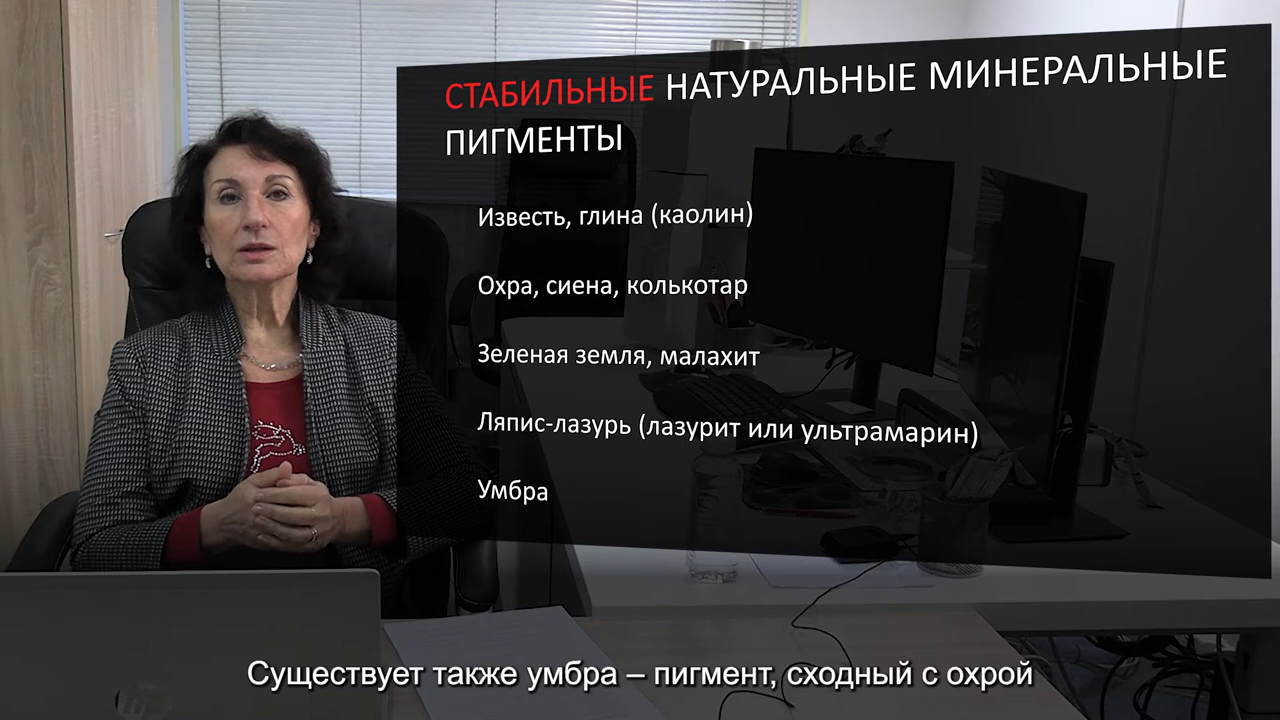 СТАБИЛЬНЫЕ НАТУРАЛЬНЫЕ МИНЕРАЛЬНЫЕ
ПИГМЕНТЫ
Известь, глина (каолин)
Охра, сиена, колькотар
Зеленая земля, малахит
Ляпис-лазурь (лазурит или ультрамарин)
Умбра
Существует также умбра – пигмент, сходный с охрой